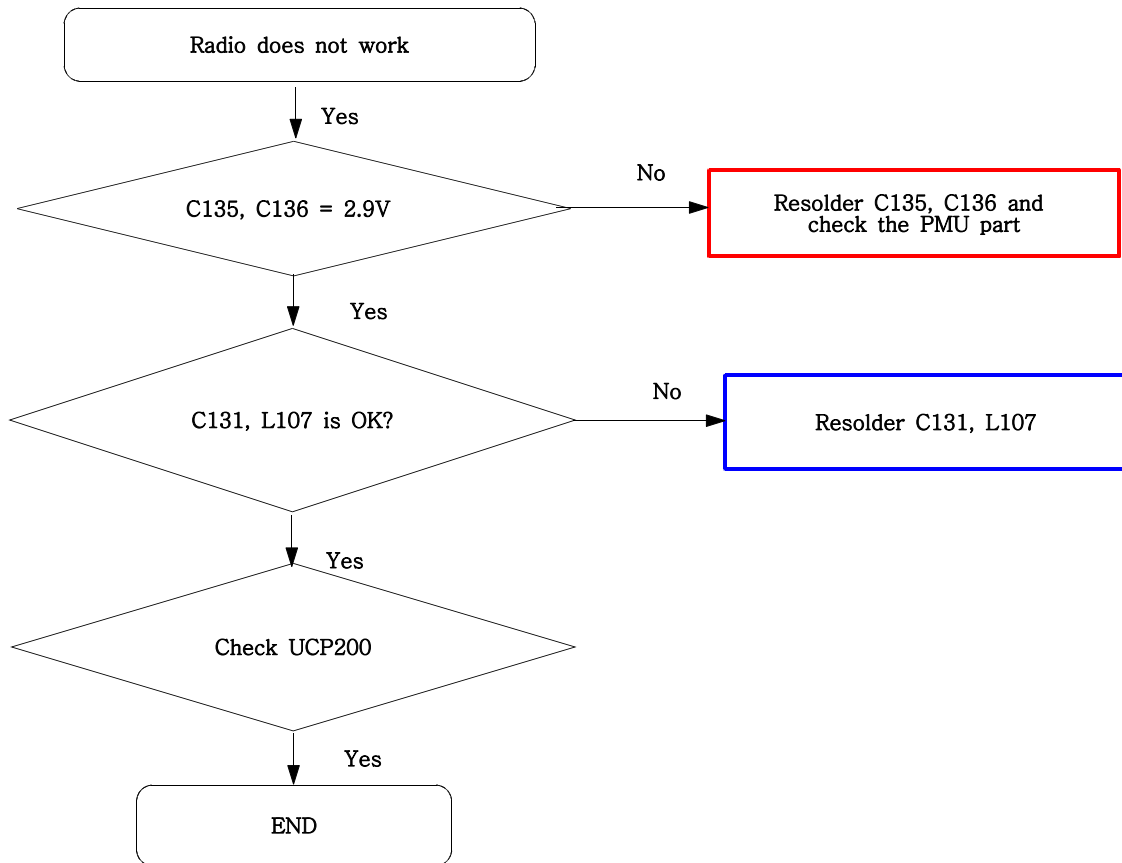 Radio does not work
Yes
C135, C136 = 2.9V
No
Resolder C135, C136 and
check the PMU part
Yes
C131, L107 is OK?
No
Resolder C131, L107
Yes
Check UCP200
Yes
END